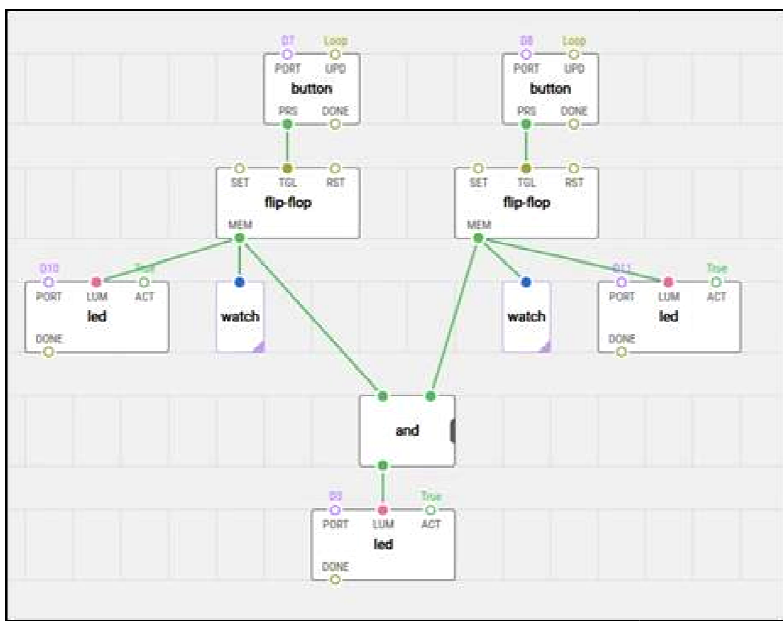 D7 Loop D8 Loop
PORT UPD PORT UPD
button button
PRS DONE PRS DONE
SET TGL RST SET TGL RST
flip-flop flip-flop
MEM MEM
D10 True D11 True
PORT LUM ACT PORT LUM ACT
led watch watch led
DONE DONE
and
True
PORT LUM ACT
led
DONE